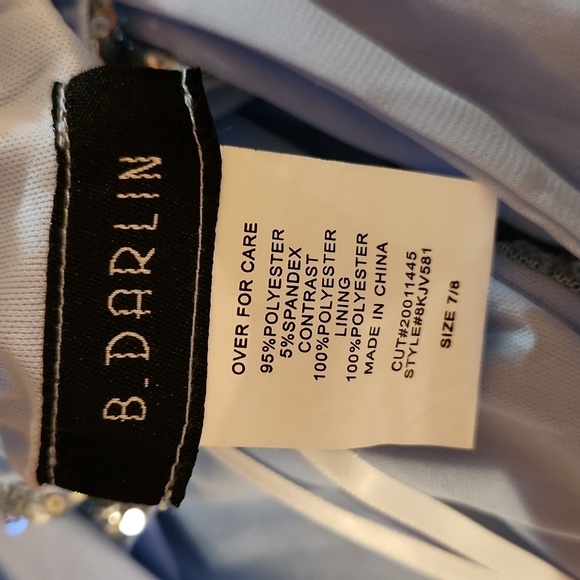 B. DARLIN
OVER FOR CARE
95%POLYESTER
5%SPANDEX
CONTRAST
100%POLYESTER
LINING
100%POLYESTER
MADE IN CHINA
CUT#20011445
STYLE#8KJV581
SIZE 7/8